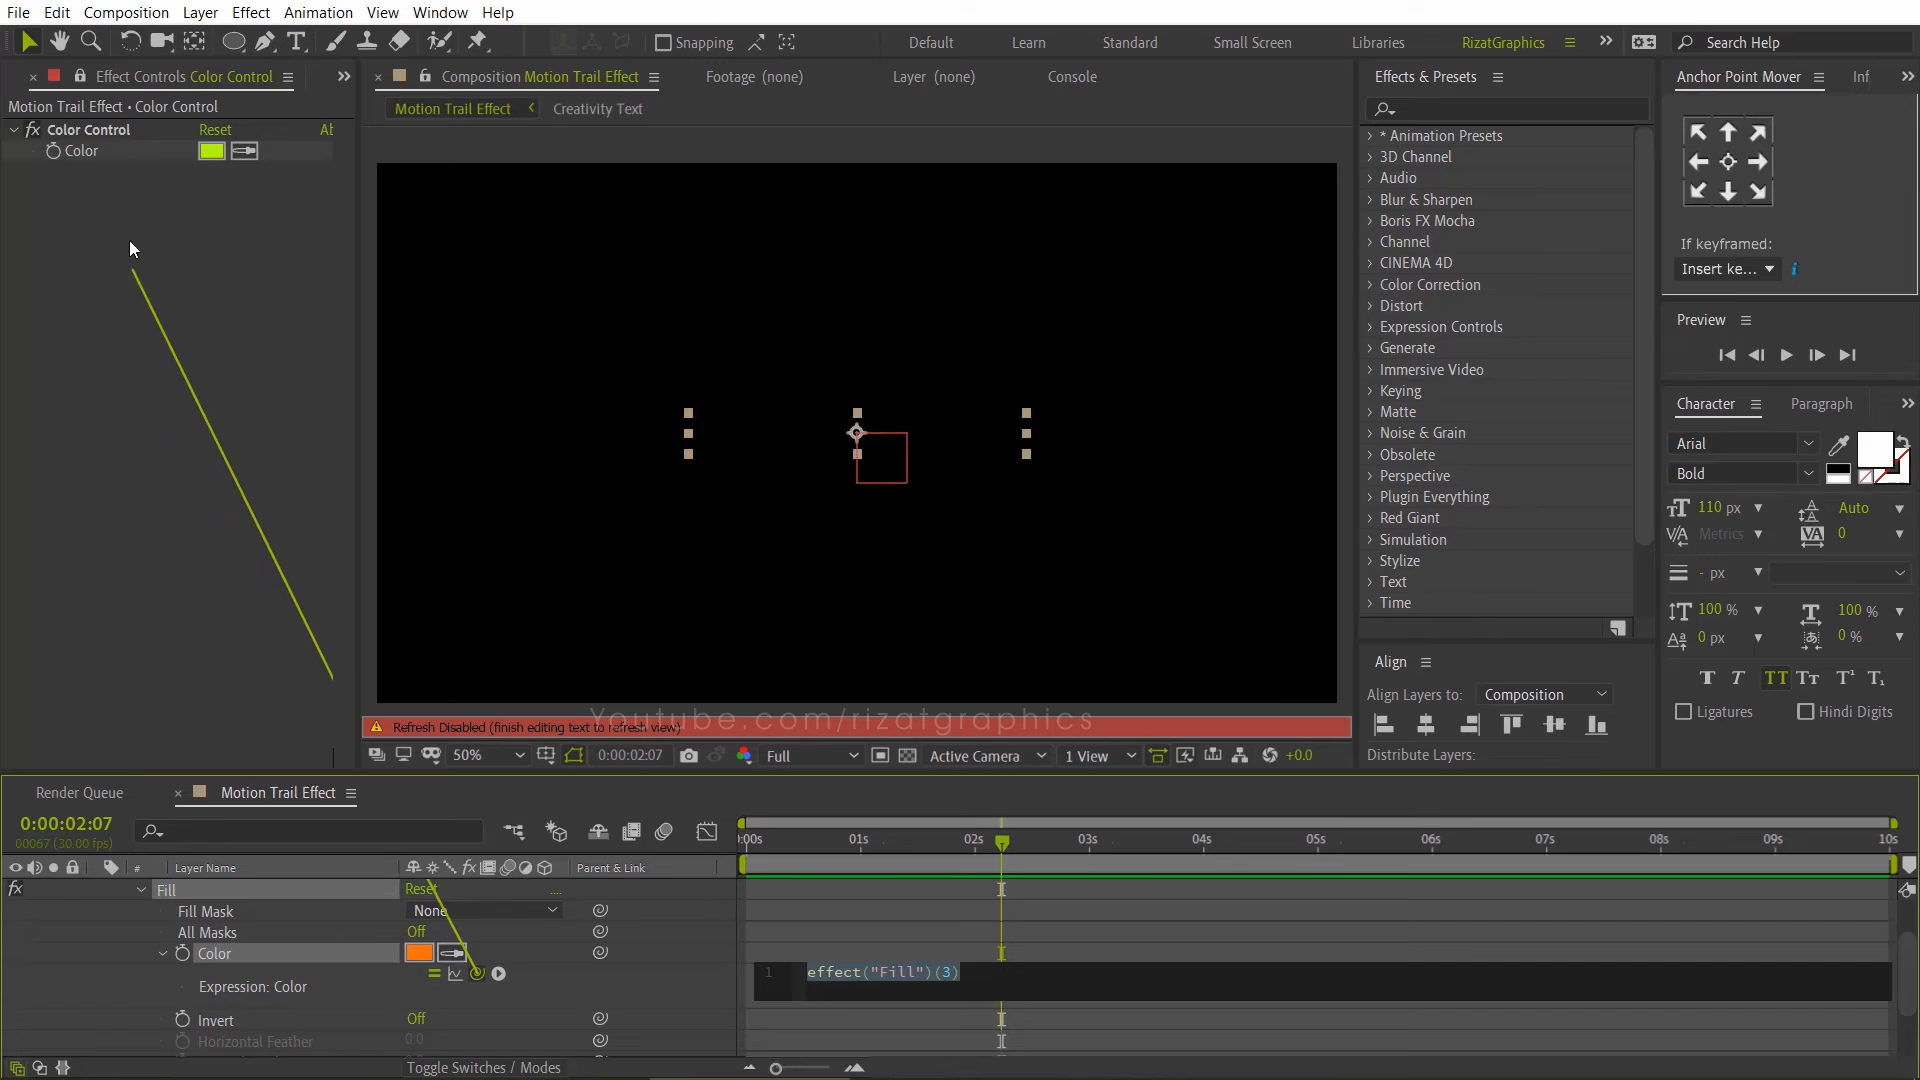 File Edit Composition Layer Effect Animation View Window Help
Snapping Default Learn Standard Small Screen Libraries RizatGraphics Search Help
Effect Controls Color Control
Motion Trail Effect • Color Control
Color Control Reset Ab
Color
Composition Motion Trail Effect Footage (none) Layer (none) Console
Motion Trail Effect Creativity Text
Youtube.com/rizatgraphics
Refresh Disabled (finish editing text to refresh view)
50% 0:00:02:07 Full Active Camera 1 View +0.0
Effects & Presets
* Animation Presets
3D Channel
Audio
Blur & Sharpen
Boris FX Mocha
Channel
CINEMA 4D
Color Correction
Distort
Expression Controls
Generate
Immersive Video
Keying
Matte
Noise & Grain
Obsolete
Perspective
Plugin Everything
Red Giant
Simulation
Stylize
Text
Time
Align
Align Layers to: Composition
Distribute Layers:
Anchor Point Mover Inf
If keyframed:
Insert ke...
Preview
Character Paragraph
Arial
Bold
110 px Auto
Metrics 0
- px
100 % 100 %
0 px 0 %
Ligatures Hindi Digits
Render Queue Motion Trail Effect
0:00:02:07
00067 (30.00 fps)
:00s 01s 02s 03s 04s 05s 06s 07s 08s 09s 10s
# Layer Name Parent & Link
Fill Reset ....
Fill Mask None
All Masks Off
Color
Expression: Color
1 effect("Fill")(3)
Invert Off
Horizontal Feather 0.0
Toggle Switches / Modes